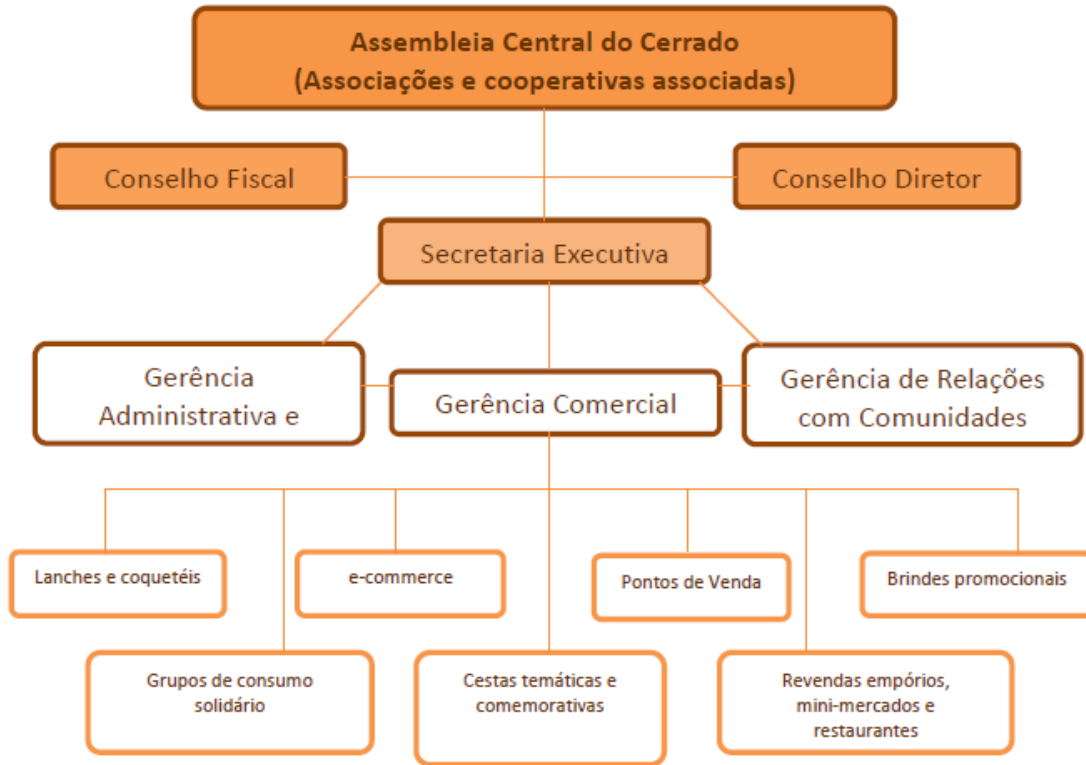 Assembleia Central do Cerrado
(Associações e cooperativas associadas)
Conselho Fiscal
Conselho Diretor
Secretaria Executiva
Gerência
Administrativa e
Gerência Comercial
Gerência de Relações
com Comunidades
Lanches e coquetéis
e-commerce
Pontos de Venda
Brindes promocionais
Grupos de consumo
solidário
Cestas temáticas e
comemorativas
Revendas empórios,
mini-mercados e
restaurantes